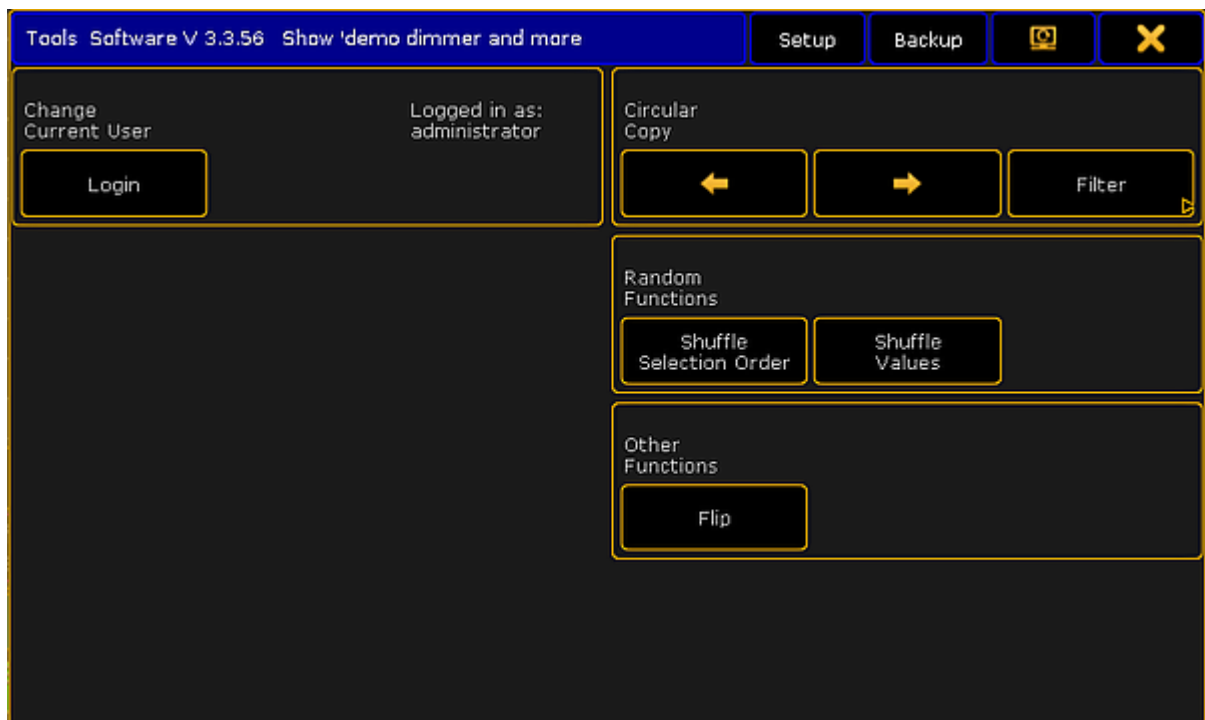 Tools Software V 3.3.56 Show 'demo dimmer and more
Setup
Backup
Change
Current User
Logged in as:
administrator
Login
Circular
Copy
Filter
Random
Functions
Shuffle
Selection Order
Shuffle
Values
Other
Functions
Flip